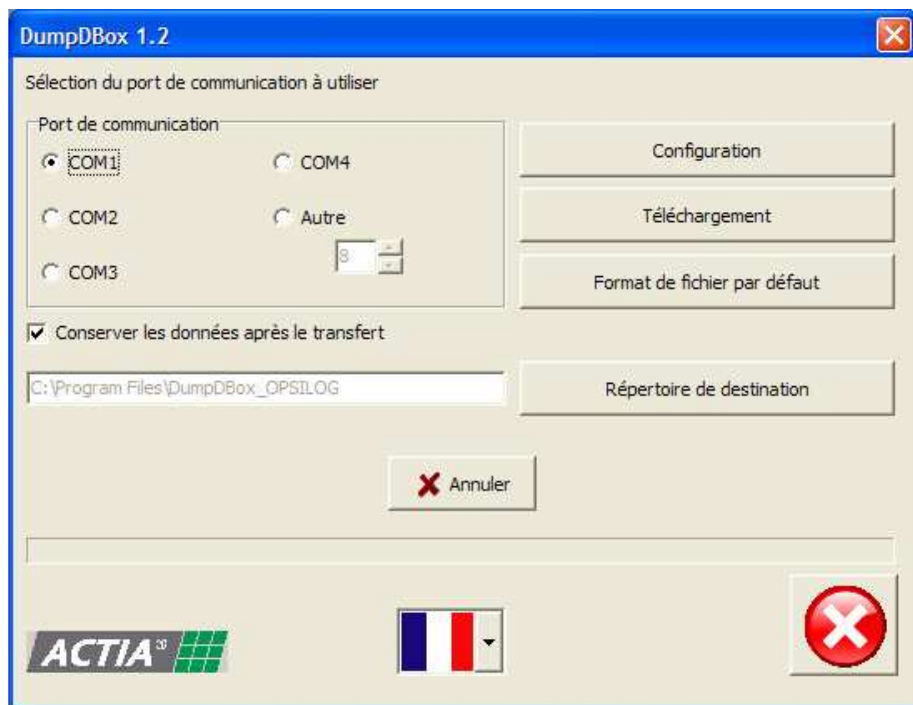 DumpDBox 1.2
Sélection du port de communication à utiliser
Port de communication
COM1
COM4
COM2
Autre
8
COM3
Configuration
Téléchargement
Format de fichier par défaut
Conserver les données après le transfert
C:\Program Files\DumpDBox_OPSILOG
Répertoire de destination
Annuler
ACTIA®